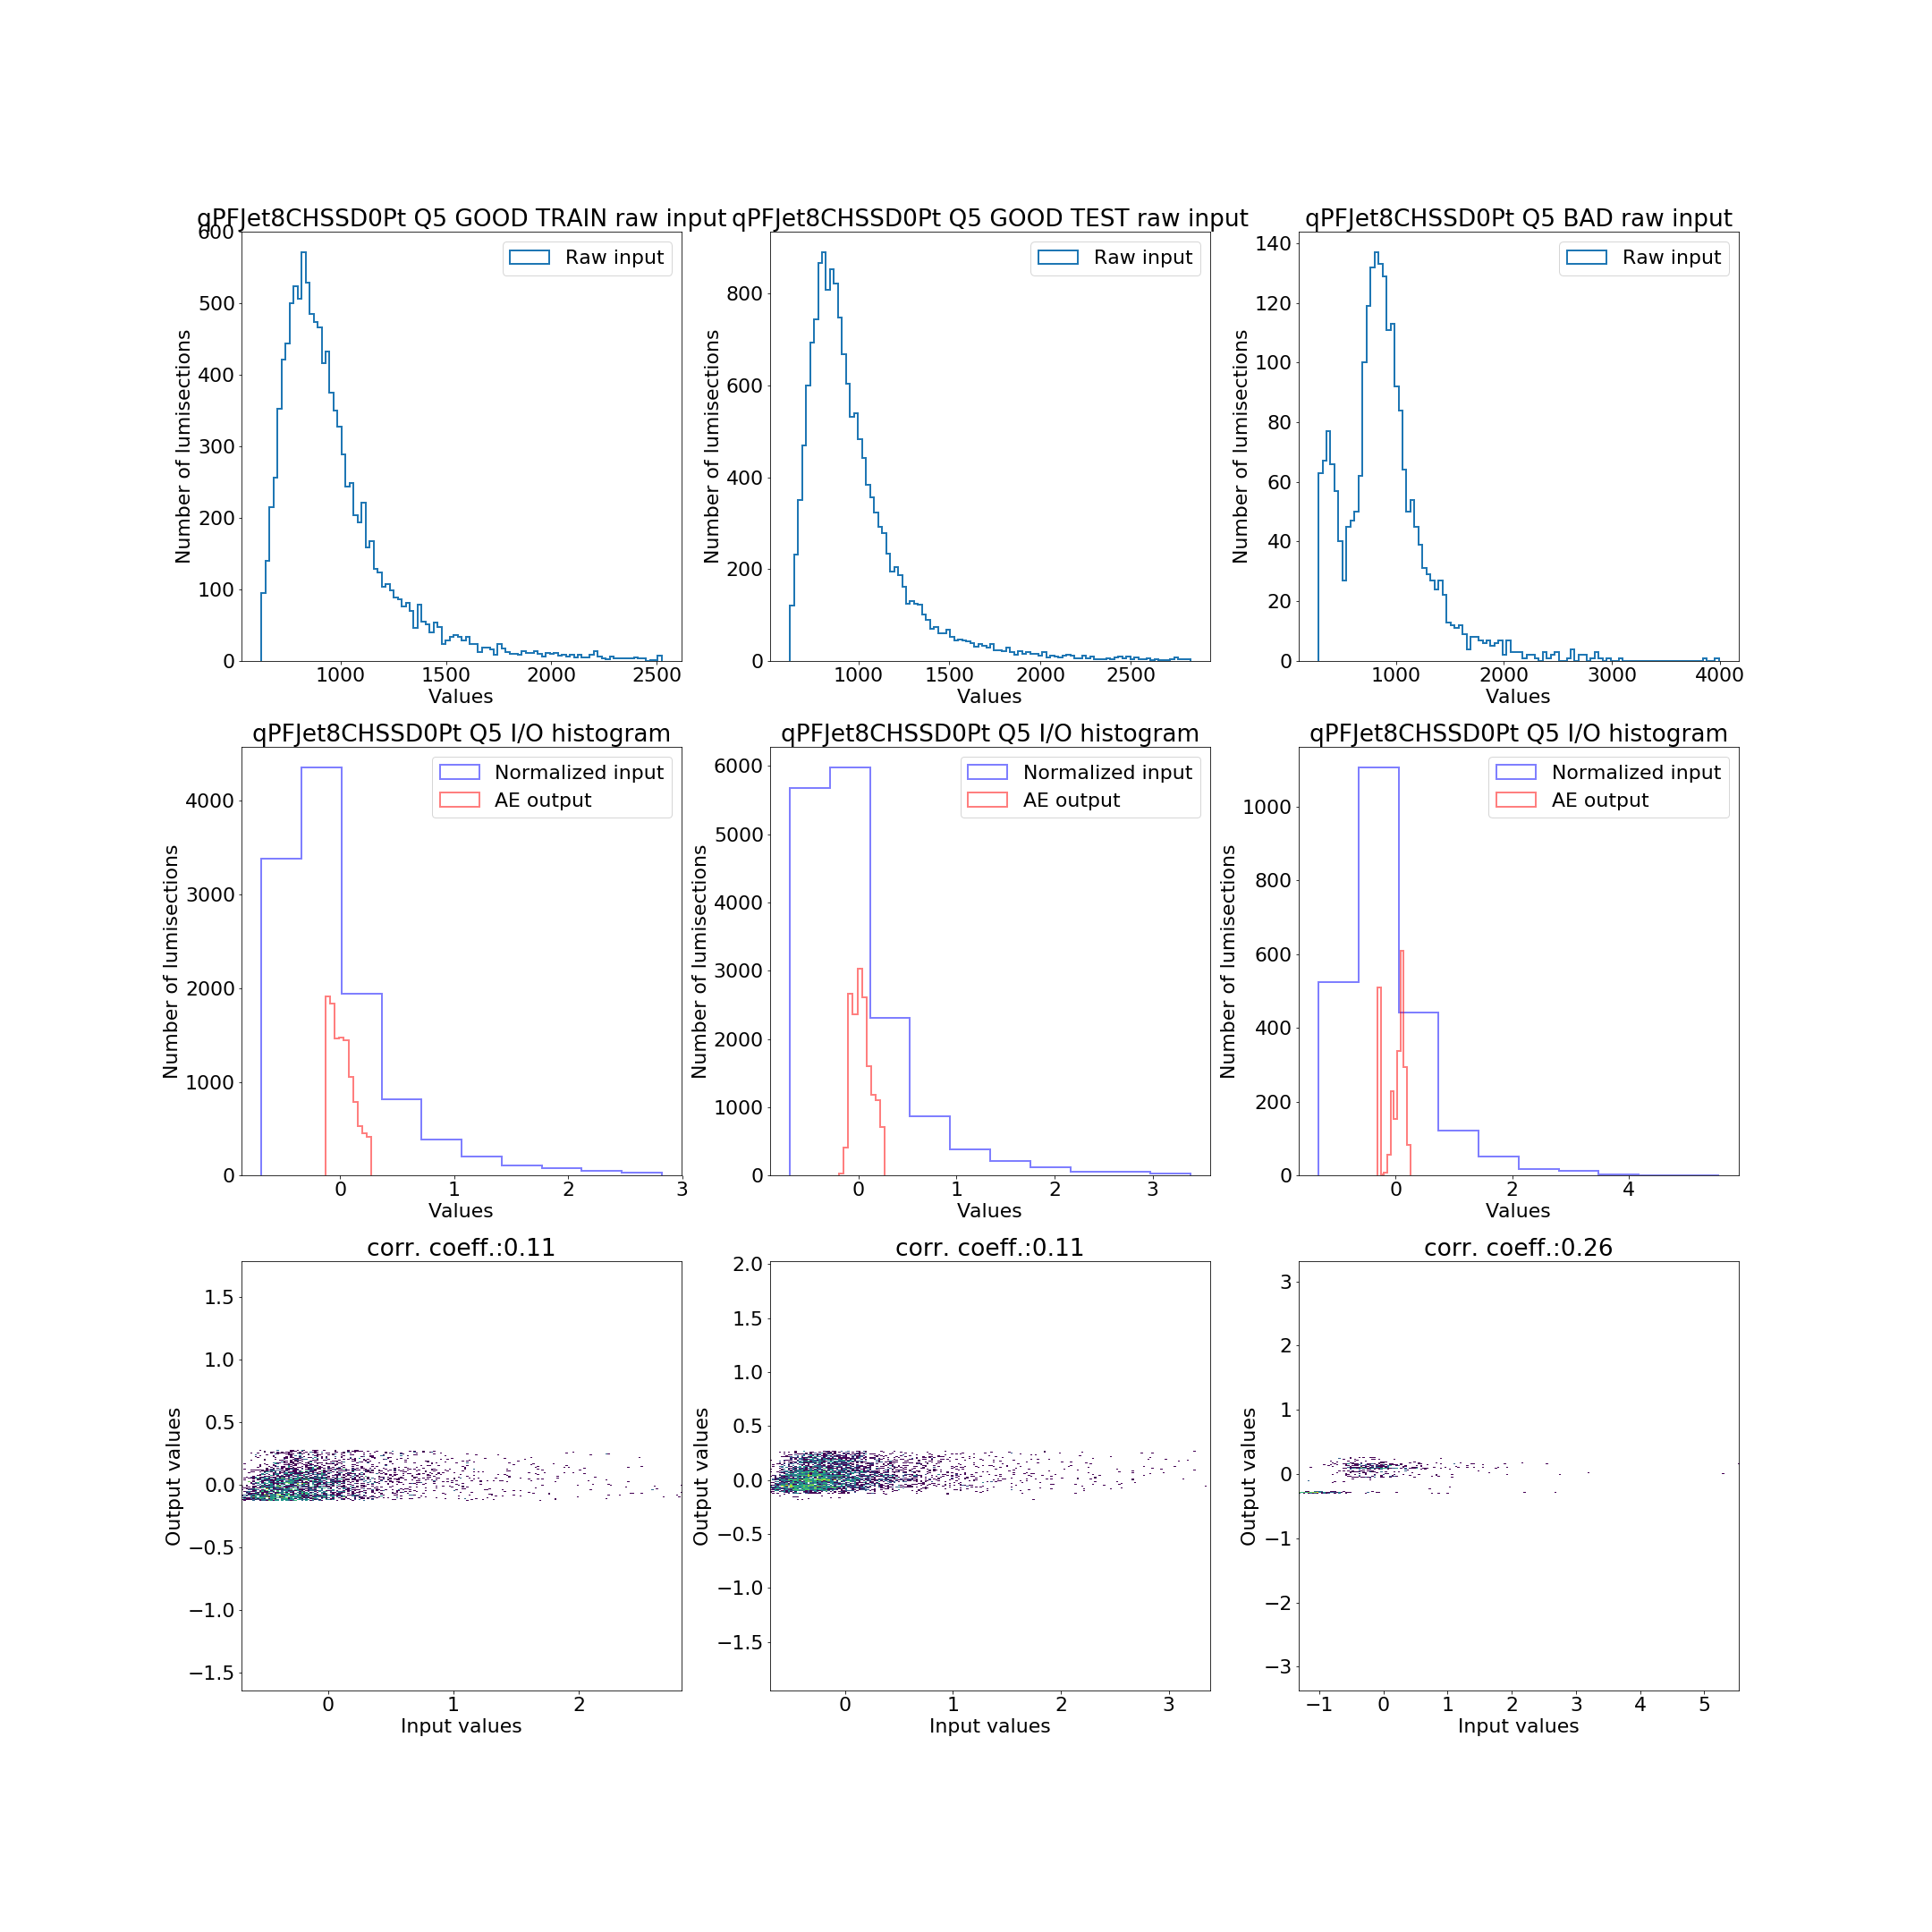 qPFJet8CHSSD0Pt Q5 GOOD TRAIN raw input
600
500
400
300
200
100
0
Number of lumisections
Raw input
1000 1500 2000 2500
Values
qPFJet8CHSSD0Pt Q5 GOOD TEST raw input
800
600
400
200
0
Number of lumisections
Raw input
1000 1500 2000 2500
Values
qPFJet8CHSSD0Pt Q5 BAD raw input
140
120
100
80
60
40
20
0
Number of lumisections
Raw input
1000 2000 3000 4000
Values
qPFJet8CHSSD0Pt Q5 I/O histogram
4000
3000
2000
1000
0
Number of lumisections
Normalized input
AE output
0 1 2 3
Values
qPFJet8CHSSD0Pt Q5 I/O histogram
6000
5000
4000
3000
2000
1000
0
Number of lumisections
Normalized input
AE output
0 1 2 3
Values
qPFJet8CHSSD0Pt Q5 I/O histogram
1000
800
600
400
200
0
Number of lumisections
Normalized input
AE output
0 2 4
Values
corr. coeff.:0.11
1.5
1.0
0.5
0.0
−0.5
−1.0
−1.5
Output values
0 1 2
Input values
corr. coeff.:0.11
2.0
1.5
1.0
0.5
0.0
−0.5
−1.0
−1.5
Output values
0 1 2 3
Input values
corr. coeff.:0.26
3
2
1
0
−1
−2
−3
Output values
−1 0 1 2 3 4 5
Input values